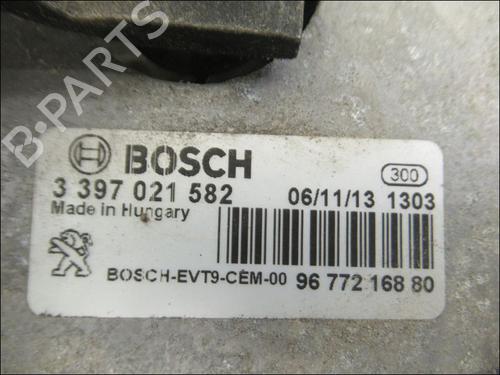 B-PARTS
BOSCH
300
3 397 021 582 06/11/13 1303
Made in Hungary
BOSCH-EVT9-CEM-00 96 772 168 80